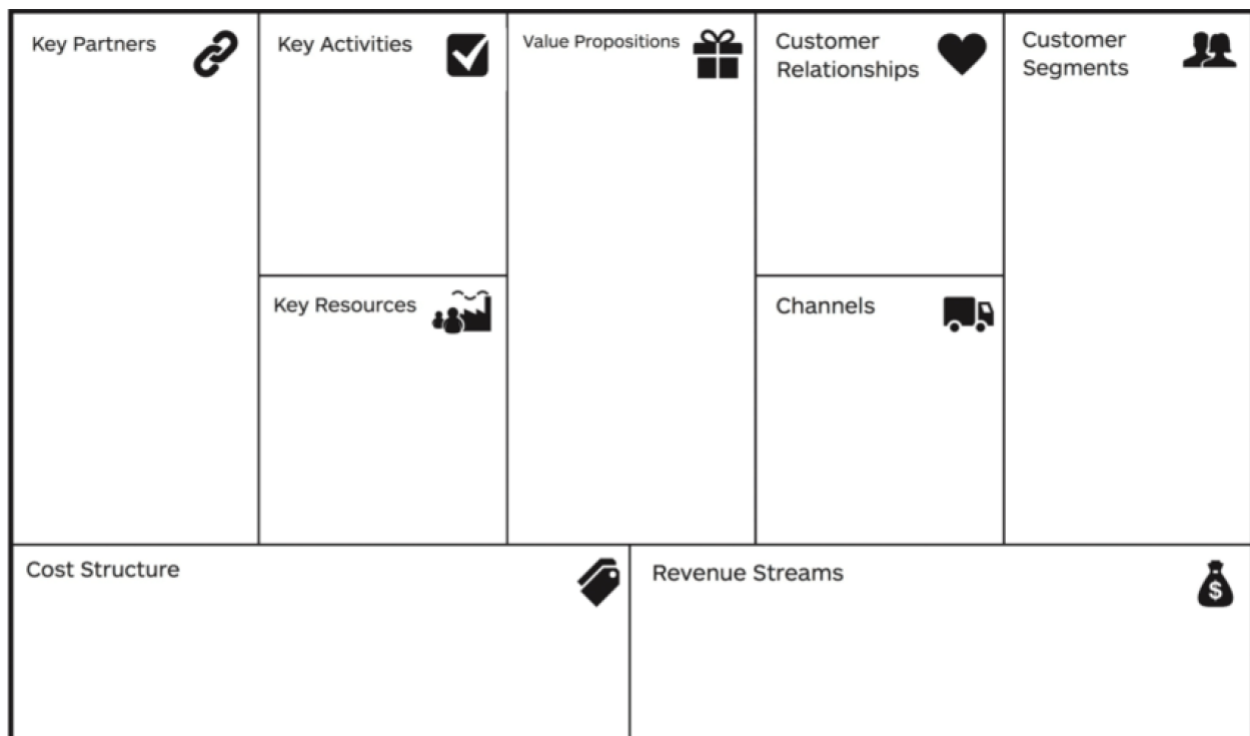 Key Partners
Key Activities
Value Propositions
Customer
Relationships
Customer
Segments
Key Resources
Channels
Cost Structure
Revenue Streams
$